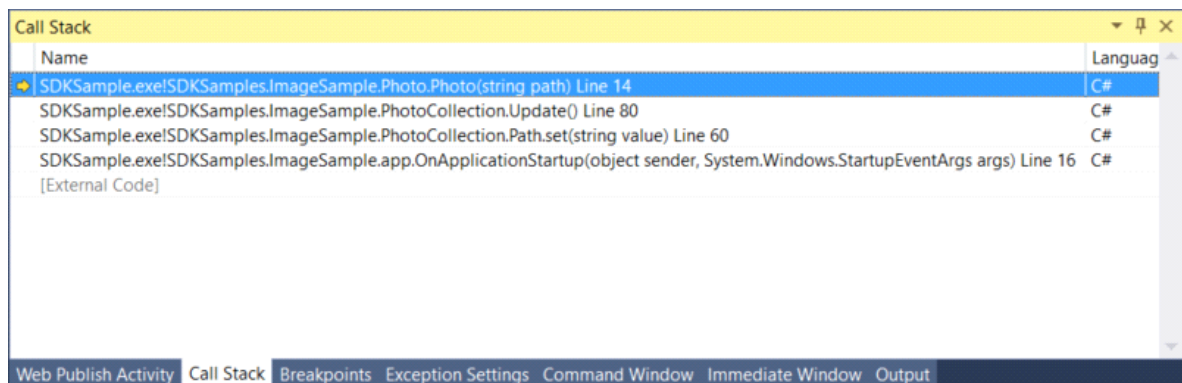 Call Stack
Name Languag
SDKSample.exe!SDKSamples.ImageSample.Photo.Photo(string path) Line 14 C#
SDKSample.exe!SDKSamples.ImageSample.PhotoCollection.Update() Line 80 C#
SDKSample.exe!SDKSamples.ImageSample.PhotoCollection.Path.set(string value) Line 60 C#
SDKSample.exe!SDKSamples.ImageSample.app.OnApplicationStartup(object sender, System.Windows.StartupEventArgs args) Line 16 C#
[External Code]
Web Publish Activity Call Stack Breakpoints Exception Settings Command Window Immediate Window Output